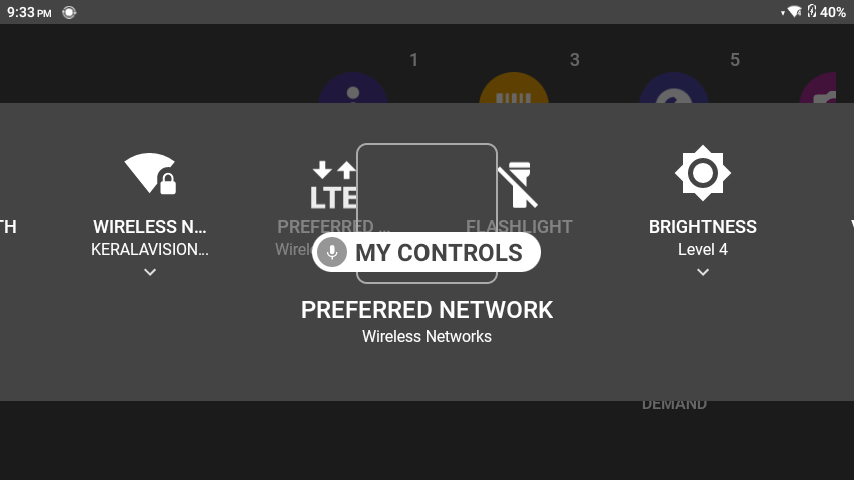 9:33 PM
40%
1
3
5
LTE
TH
WIRELESS N...
PREFERRED ...
FLASHLIGHT
BRIGHTNESS
KERALAVISION...
Wirel
Level 4
MY CONTROLS
PREFERRED NETWORK
Wireless Networks
DEMAND